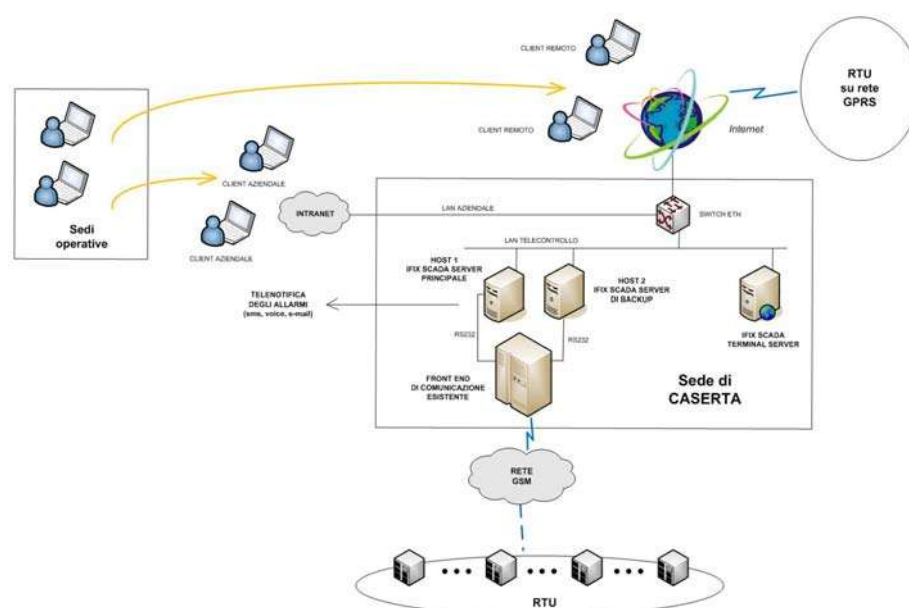 CLIENT REMOTO
CLIENT REMOTO
Internet
RTU
su rete
GPRS
Sedi
operative
CLIENT AZIENDALE
CLIENT AZIENDALE
INTRANET
LAN AZIENDALE
SWITCH ETH
LAN TELECONTROLLO
HOST 1
IFIX SCADA SERVER
PRINCIPALE
HOST 2
IFIX SCADA SERVER
DI BACKUP
TELENOTIFICA
DEGLI ALLARMI
(sms, voice, e-mail)
RS232
RS232
IFIX SCADA
TERMINAL SERVER
FRONT END
DI COMUNICAZIONE
ESISTENTE
Sede di
CASERTA
RETE
GSM
RTU